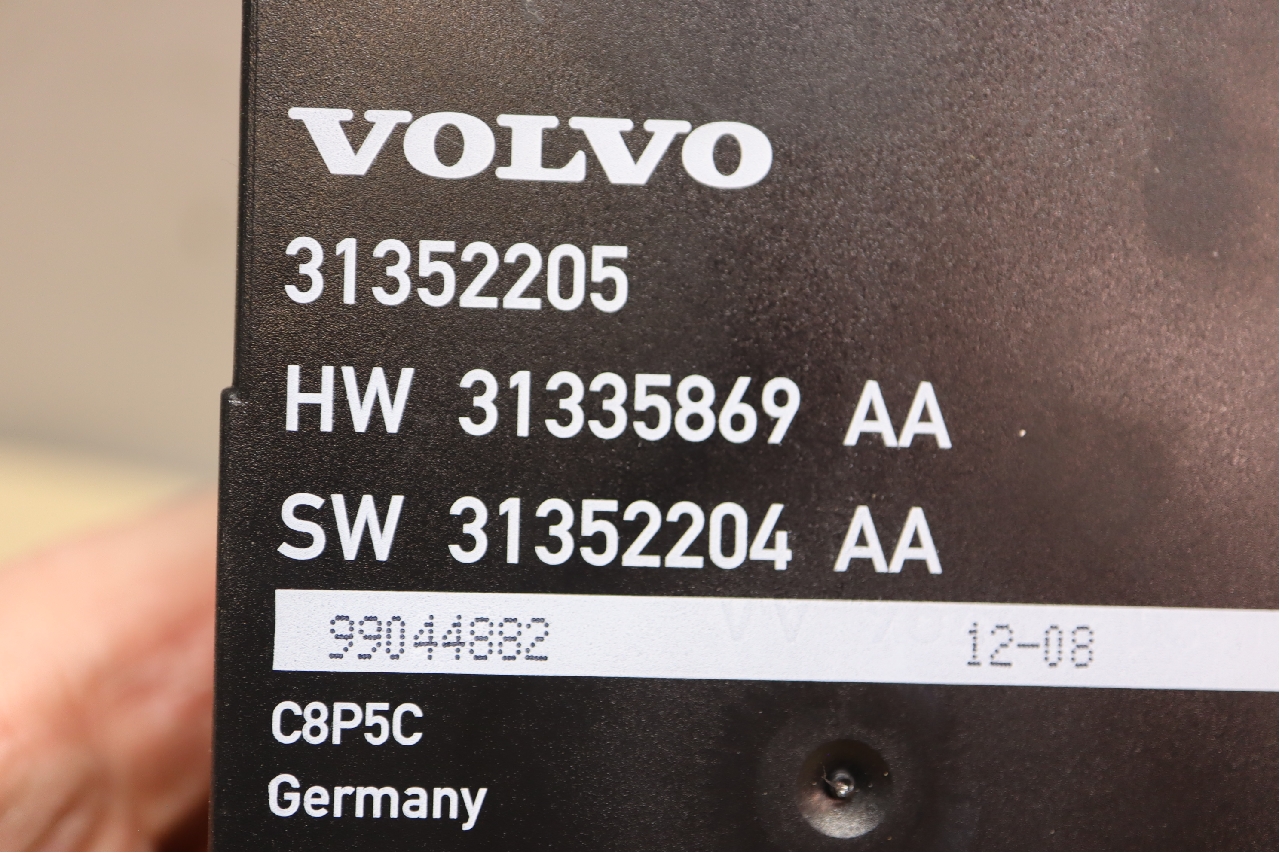 VOLVO
31352205
HW 31335869 AA
SW 31352204 AA
99044882 12-08
C8P5C
Germany